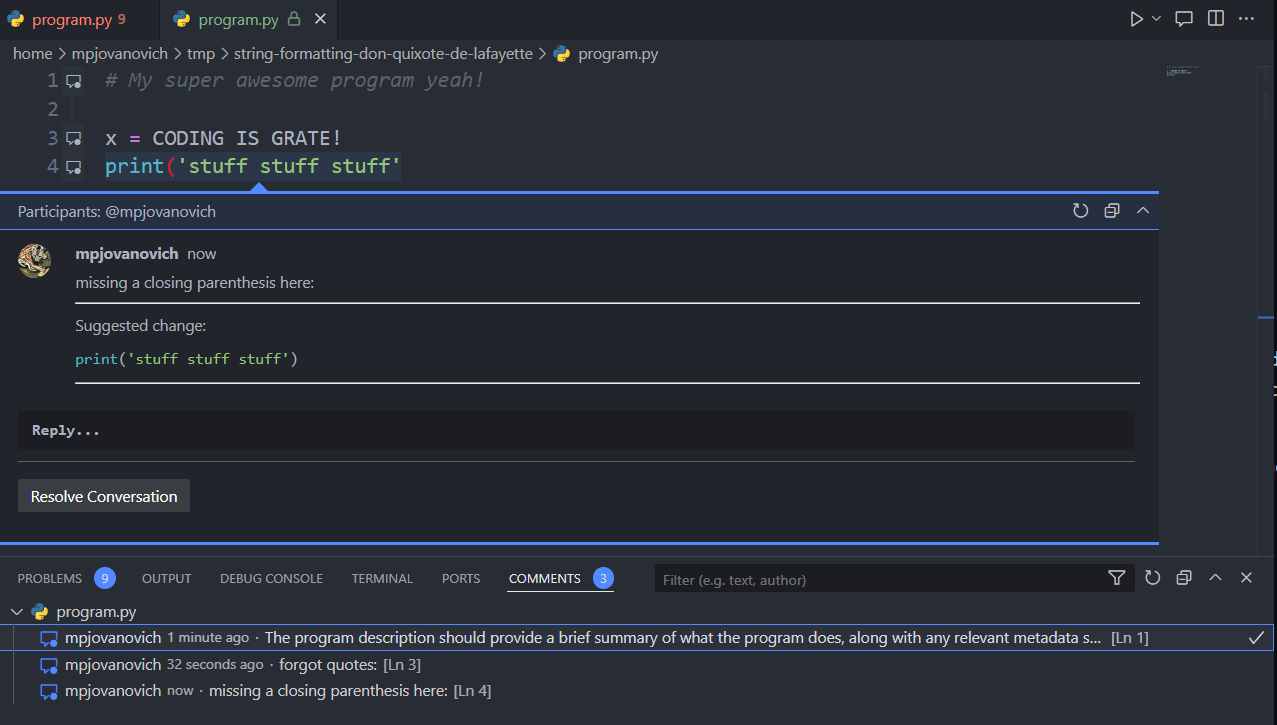 program.py 9 program.py
home > mpjovanovich > tmp > string-formatting-don-quixote-de-lafayette > program.py
1 # My super awesome program yeah!
2
3 x = CODING IS GRATE!
4 print('stuff stuff stuff'
Participants: @mpjovanovich
mpjovanovich now
missing a closing parenthesis here:
Suggested change:
print('stuff stuff stuff')
Reply...
Resolve Conversation
PROBLEMS 9 OUTPUT DEBUG CONSOLE TERMINAL PORTS COMMENTS 3 Filter (e.g. text, author)
program.py
mpjovanovich 1 minute ago · The program description should provide a brief summary of what the program does, along with any relevant metadata s... [Ln 1]
mpjovanovich 32 seconds ago · forgot quotes: [Ln 3]
mpjovanovich now · missing a closing parenthesis here: [Ln 4]